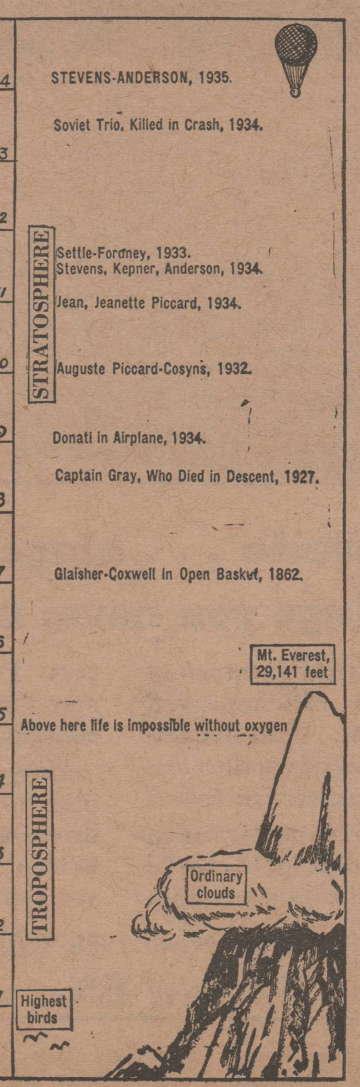 4
STEVENS-ANDERSON, 1935.
Soviet Trio, Killed in Crash, 1934.
3
2
STRATOSPHERE
Settle-Fordney, 1933.
Stevens, Kepner, Anderson, 1934.
1
Jean, Jeanette Piccard, 1934.
0
Auguste Piccard-Cosyns, 1932.
9
Donati in Airplane, 1934.
Captain Gray, Who Died in Descent, 1927.
8
7
Glaisher-Coxwell in Open Basket, 1862.
6
Mt. Everest,
29,141 feet
5
Above here life is impossible without oxygen
4
TROPOSPHERE
3
Ordinary
clouds
2
1
Highest
birds